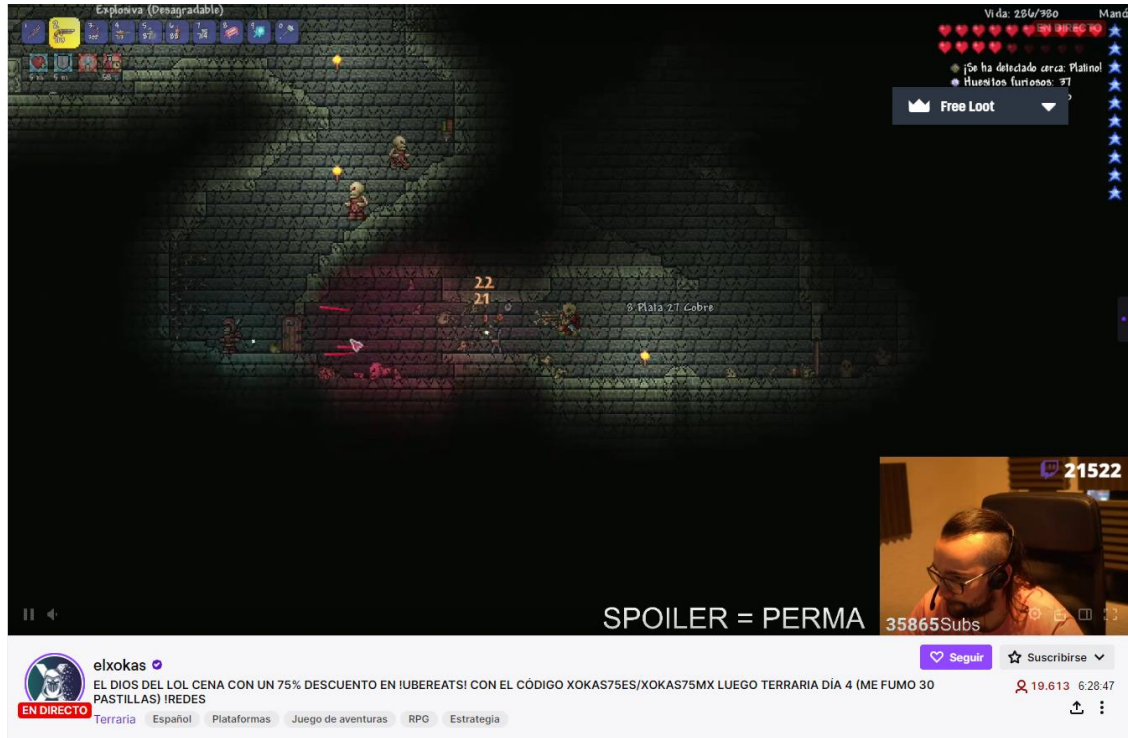 Explosiva (Desagradable)
Vida: 286/380
Maná
EN DIRECTO
¡Se ha detectado cerca: Platino!
Huesitos furiosos: 37
Free Loot
22
21
8 Plata 27 Cobre
21522
SPOILER = PERMA
35865Subs
elxokas
Seguir
Suscribirse
EL DIOS DEL LOL CENA CON UN 75% DESCUENTO EN !UBEREATS! CON EL CÓDIGO XOKAS75ES/XOKAS75MX LUEGO TERRARIA DÍA 4 (ME FUMO 30
PASTILLAS) !REDES
19.613 6:28:47
EN DIRECTO
Terraria Español Plataformas Juego de aventuras RPG Estrategia